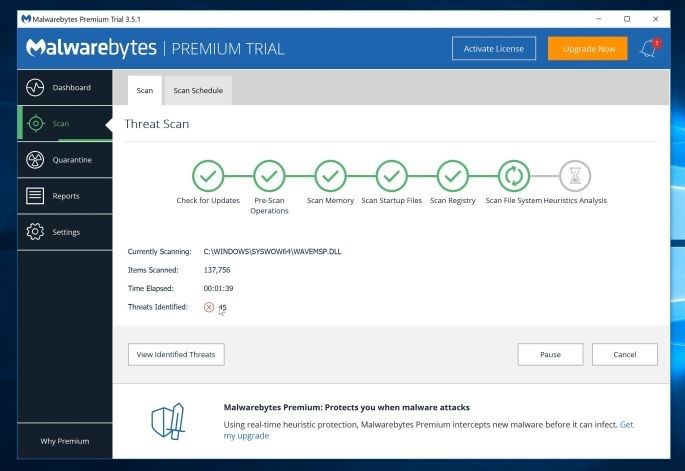 Malwarebytes Premium Trial 3.5.1
Malwarebytes | PREMIUM TRIAL
Activate License
Upgrade Now
1
Dashboard
Scan
Quarantine
Reports
Settings
Why Premium
Scan
Scan Schedule
Threat Scan
Check for Updates
Pre-Scan
Operations
Scan Memory
Scan Startup Files
Scan Registry
Scan File System
Heuristics Analysis
Currently Scanning: C:\WINDOWS\SYSWOW64\WAVEMSP.DLL
Items Scanned: 137,756
Time Elapsed: 00:01:39
Threats Identified: 45
View Identified Threats
Pause
Cancel
Malwarebytes Premium: Protects you when malware attacks
Using real-time heuristic protection, Malwarebytes Premium intercepts new malware before it can infect. Get
my upgrade